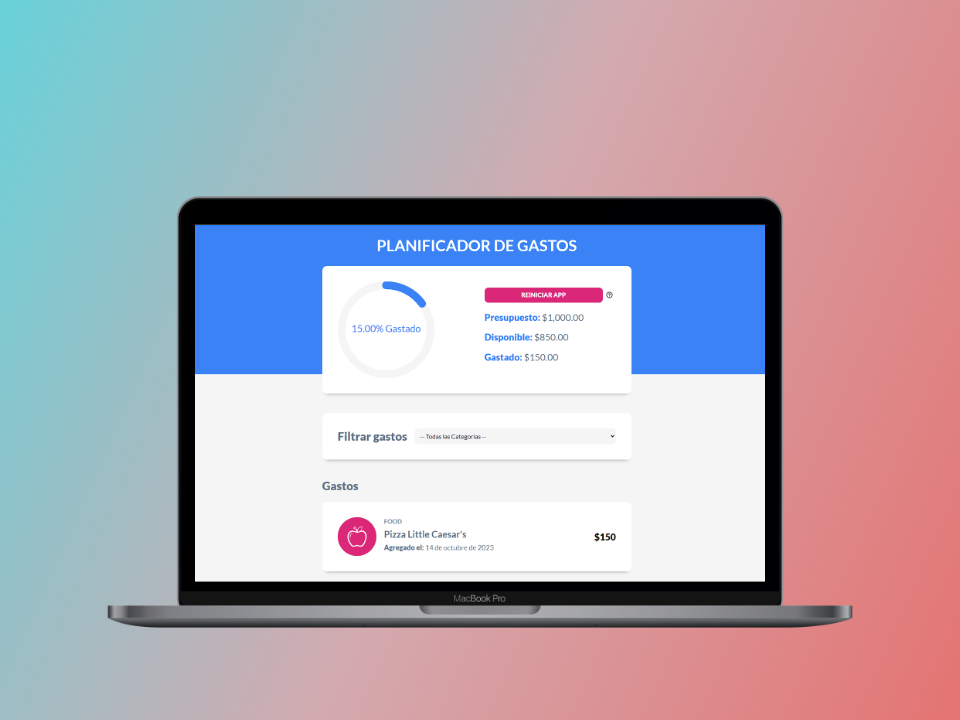 PLANIFICADOR DE GASTOS
15.00% Gastado
REINICIAR APP
Presupuesto: $1,000.00
Disponible: $850.00
Gastado: $150.00
Filtrar gastos
-- Todas las Categorías --
Gastos
FOOD
Pizza Little Caesar's
Agregado el: 14 de octubre de 2023
$150
MacBook Pro